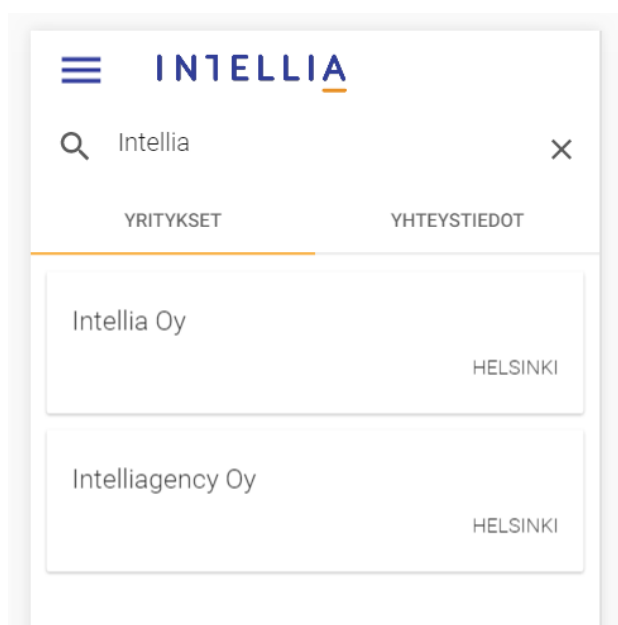 INTELLIA
Intellia
YRITYKSET YHTEYSTIEDOT
Intellia Oy
HELSINKI
Intelliagency Oy
HELSINKI